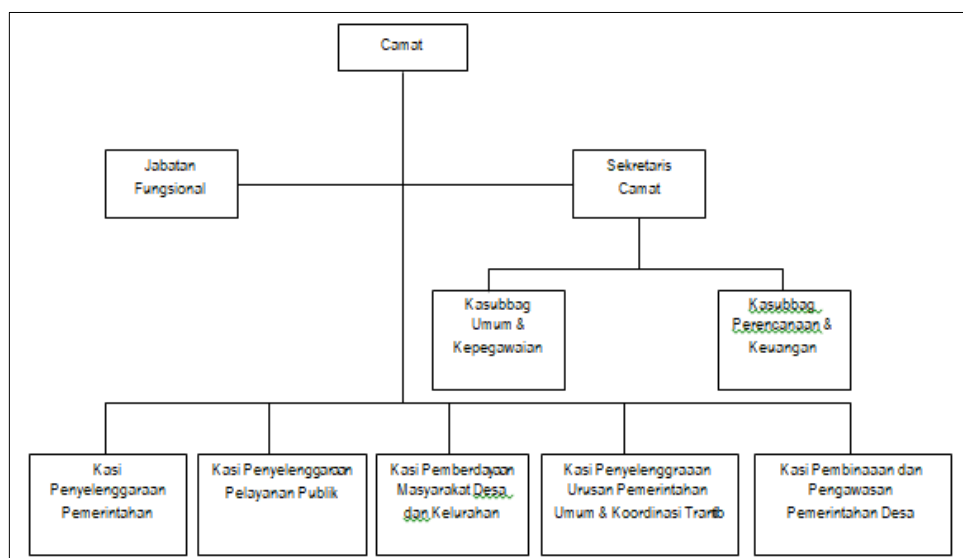 Camat
Jabatan
Fungsional
Sekretaris
Camat
Kasubbag
Umum &
Kepegawaian
Kasubbag
Perencanaan &
Keuangan
Kasi
Penyelenggaraan
Pemerintahan
Kasi Penyelenggaraan
Pelayanan Publik
Kasi Pemberdayaan
Masyarakat Desa
dan Kelurahan
Kasi Penyelenggraaan
Urusan Pemerintahan
Umum & Koordinasi Trantib
Kasi Pembinaaan dan
Pengawasan
Pemerintahan Desa